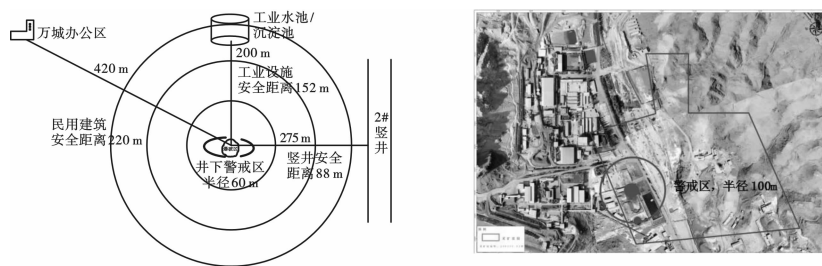 工业水池/
沉淀池
万城办公区
200 m
420 m
工业设施
安全距离152 m
民用建筑
安全距离220 m
275 m
2#
竖井
井下警戒区
半径60 m
竖井安全
距离88 m
警戒区，半径100m